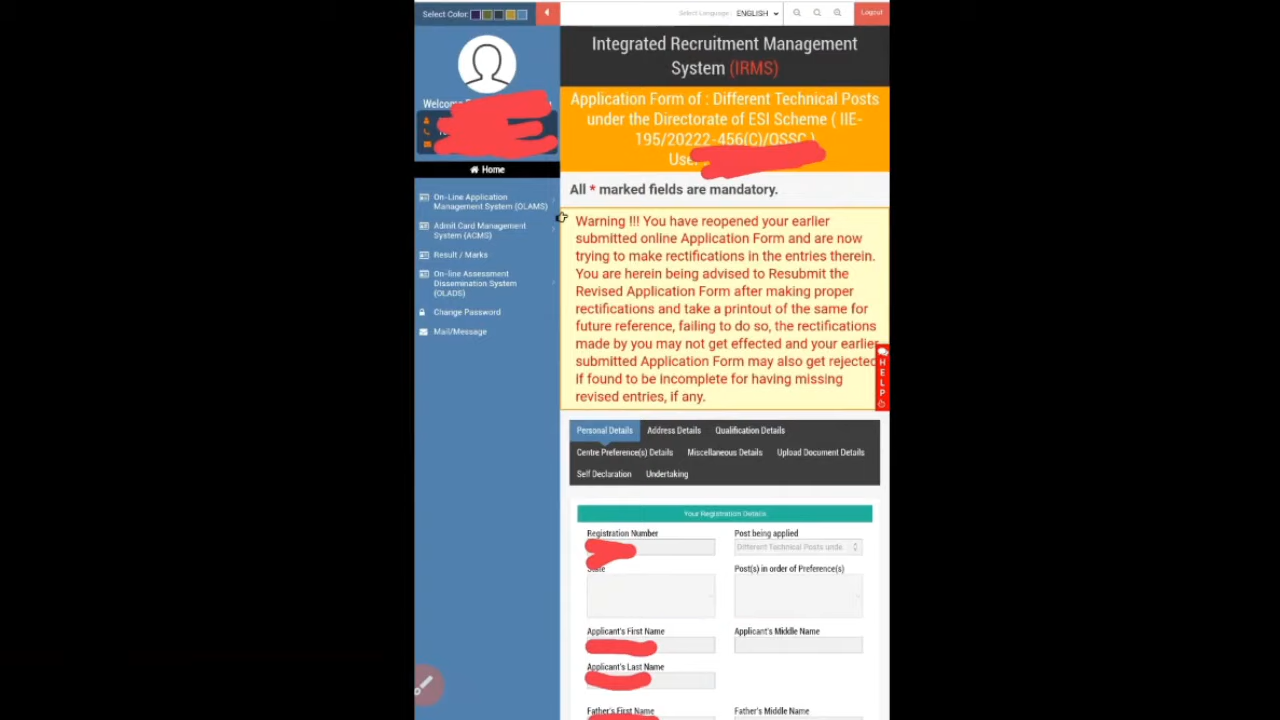 Select Color:
Select Language :
ENGLISH
Logout
Welcome
Home
On-Line Application
Management System (OLAMS)
Admit Card Management
System (ACMS)
Result / Marks
On-line Assessment
Dissemination System
(OLADS)
Change Password
Mail/Message
Integrated Recruitment Management
System (IRMS)
Application Form of : Different Technical Posts
under the Directorate of ESI Scheme ( IIE-
195/20222-456(C)/OSSC )
All * marked fields are mandatory.
Warning !!! You have reopened your earlier
submitted online Application Form and are now
trying to make rectifications in the entries therein.
You are herein being advised to Resubmit the
Revised Application Form after making proper
rectifications and take a printout of the same for
future reference, failing to do so, the rectifications
made by you may not get effected and your earlier
submitted Application Form may also get rejected
if found to be incomplete for having missing
revised entries, if any.
HELP
Personal Details Address Details Qualification Details
Centre Preference(s) Details Miscellaneous Details Upload Document Details
Self Declaration Undertaking
Your Registration Details
Registration Number Post being applied
Different Technical Posts unde
State Post(s) in order of Preference(s)
Applicant's First Name Applicant's Middle Name
Applicant's Last Name
Father's First Name Father's Middle Name